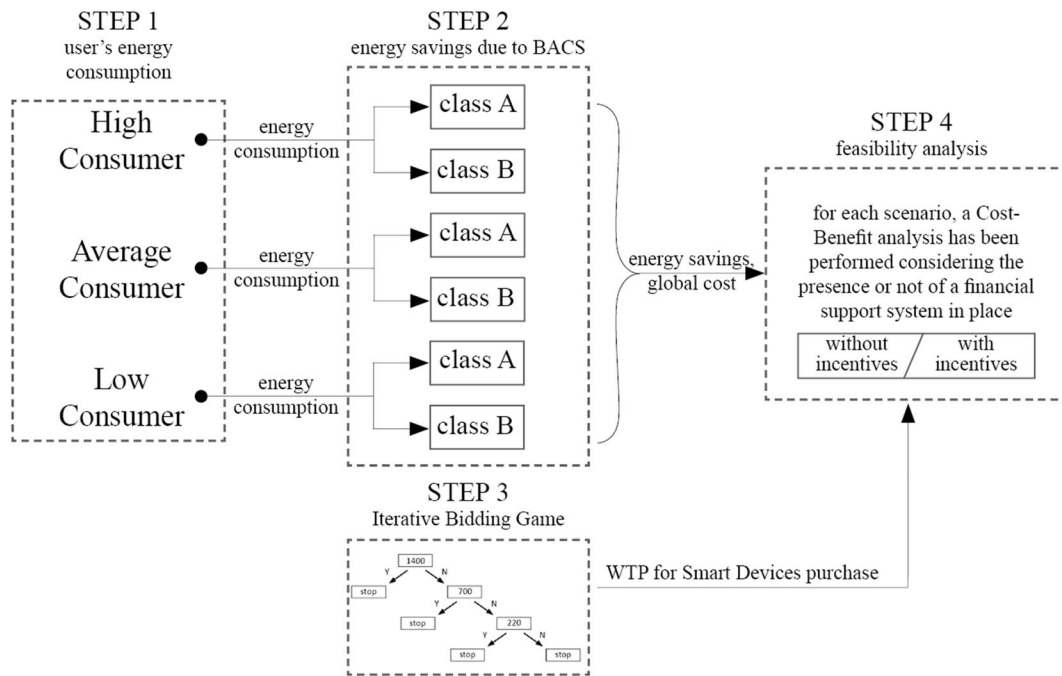 STEP 1
user's energy
consumption
High
Consumer
Average
Consumer
Low
Consumer
energy
consumption
energy
consumption
energy
consumption
STEP 2
energy savings due to BACS
class A
class B
class A
class B
class A
class B
energy savings,
global cost
STEP 3
Iterative Bidding Game
1400
Y
N
stop
700
Y
N
stop
220
Y
N
stop
stop
WTP for Smart Devices purchase
STEP 4
feasibility analysis
for each scenario, a Cost-
Benefit analysis has been
performed considering the
presence or not of a financial
support system in place
without
incentives
with
incentives